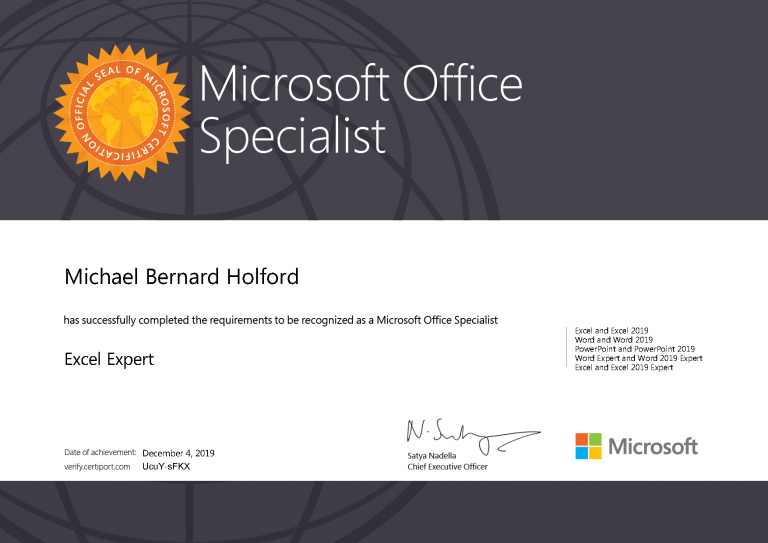 OFFICIAL SEAL OF MICROSOFT CERTIFICATION
Microsoft Office
Specialist
Michael Bernard Holford
has successfully completed the requirements to be recognized as a Microsoft Office Specialist
Excel Expert
Excel and Excel 2019
Word and Word 2019
PowerPoint and PowerPoint 2019
Word Expert and Word 2019 Expert
Excel and Excel 2019 Expert
Date of achievement: December 4, 2019
verify.certiport.com UcuY-sFKX
Satya Nadella
Chief Executive Officer
Microsoft